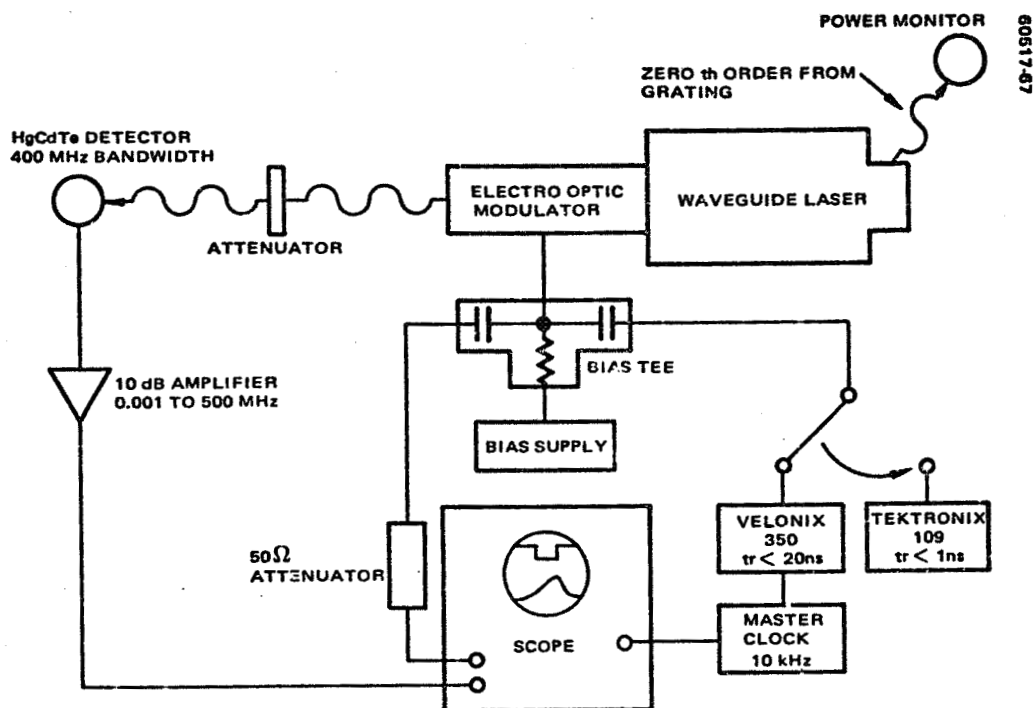 POWER MONITOR
60517-67
ZERO th ORDER FROM
GRATING
HgCdTe DETECTOR
400 MHz BANDWIDTH
ELECTRO OPTIC
MODULATOR
WAVEGUIDE LASER
ATTENUATOR
BIAS TEE
10 dB AMPLIFIER
0.001 TO 500 MHz
BIAS SUPPLY
VELONIX
350
tr < 20ns
TEKTRONIX
109
tr < 1ns
50Ω
ATTENUATOR
SCOPE
MASTER
CLOCK
10 kHz